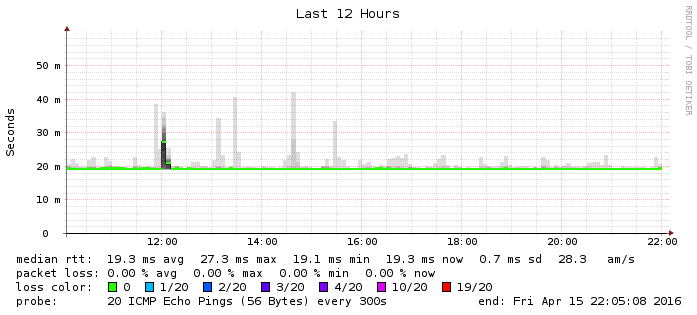 Last 12 Hours
RRDTOOL / TOBI OETIKER
Seconds
50 m
40 m
30 m
20 m
10 m
0
12:00 14:00 16:00 18:00 20:00 22:00
median rtt: 19.3 ms avg 27.3 ms max 19.1 ms min 19.3 ms now 0.7 ms sd 28.3 am/s
packet loss: 0.00 % avg 0.00 % max 0.00 % min 0.00 % now
loss color: 0 1/20 2/20 3/20 4/20 10/20 19/20
probe: 20 ICMP Echo Pings (56 Bytes) every 300s end: Fri Apr 15 22:05:08 2016